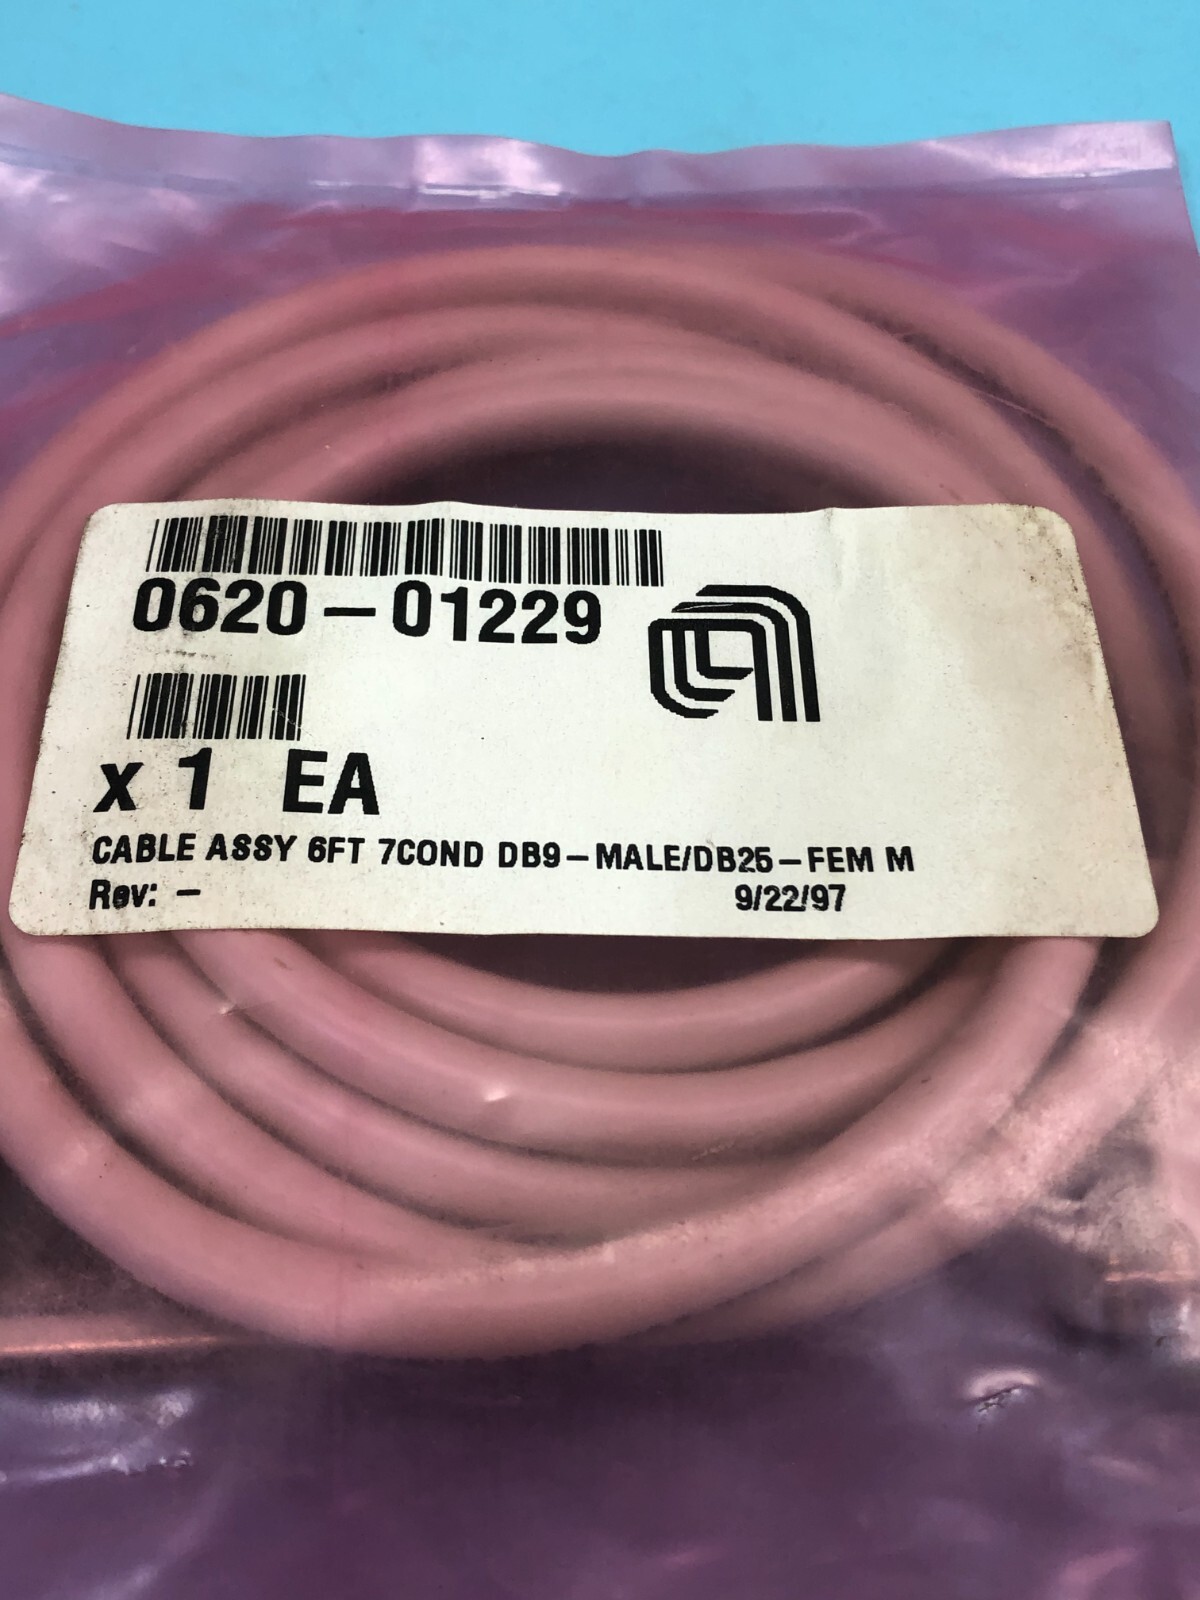 0620-01229
x 1 EA
CABLE ASSY 6FT 7COND DB9-MALE/DB25-FEM M
Rev: - 9/22/97